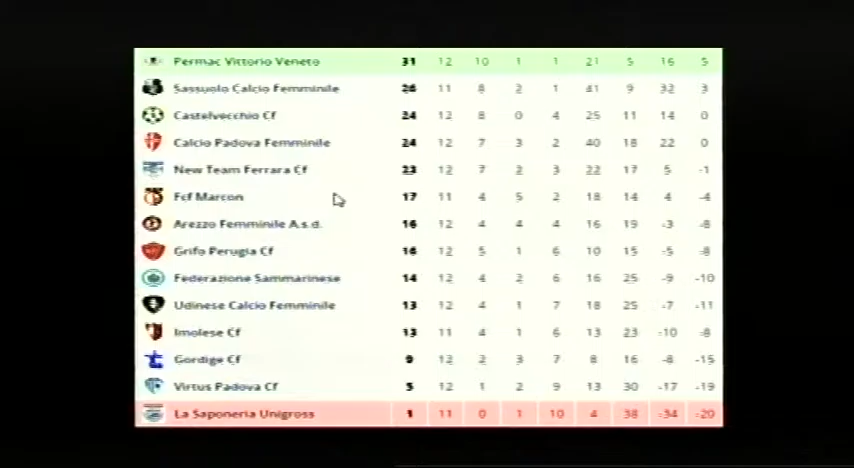 Permac Vittorio Veneto 31 12 10 1 1 21 5 16 5
Sassuolo Calcio Femminile 26 11 8 2 1 41 9 32 3
Castelvecchio Cf 24 12 8 0 4 25 11 14 0
Calcio Padova Femminile 24 12 7 3 2 40 18 22 0
New Team Ferrara Cf 23 12 7 2 3 22 17 5 -1
Fcf Marcon 17 11 4 5 2 18 14 4 -4
Arezzo Femminile A.s.d. 16 12 4 4 4 16 19 -3 -8
Grifo Perugia Cf 16 12 5 1 6 10 15 -5 -8
Federazione Sammarinese 14 12 4 2 6 16 25 -9 -10
Udinese Calcio Femminile 13 12 4 1 7 18 25 -7 -11
Imolese Cf 13 11 4 1 6 13 23 -10 -8
Gordige Cf 9 12 2 3 7 8 16 -8 -15
Virtus Padova Cf 5 12 1 2 9 13 30 -17 -19
La Saponeria Unigross 1 11 0 1 10 4 38 -34 -20